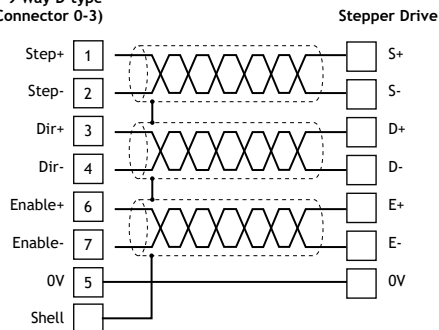 9 way D-type
Connector 0-3)
Stepper Drive
Step+ 1 S+
Step- 2 S-
Dir+ 3 D+
Dir- 4 D-
Enable+ 6 E+
Enable- 7 E-
0V 5 0V
Shell